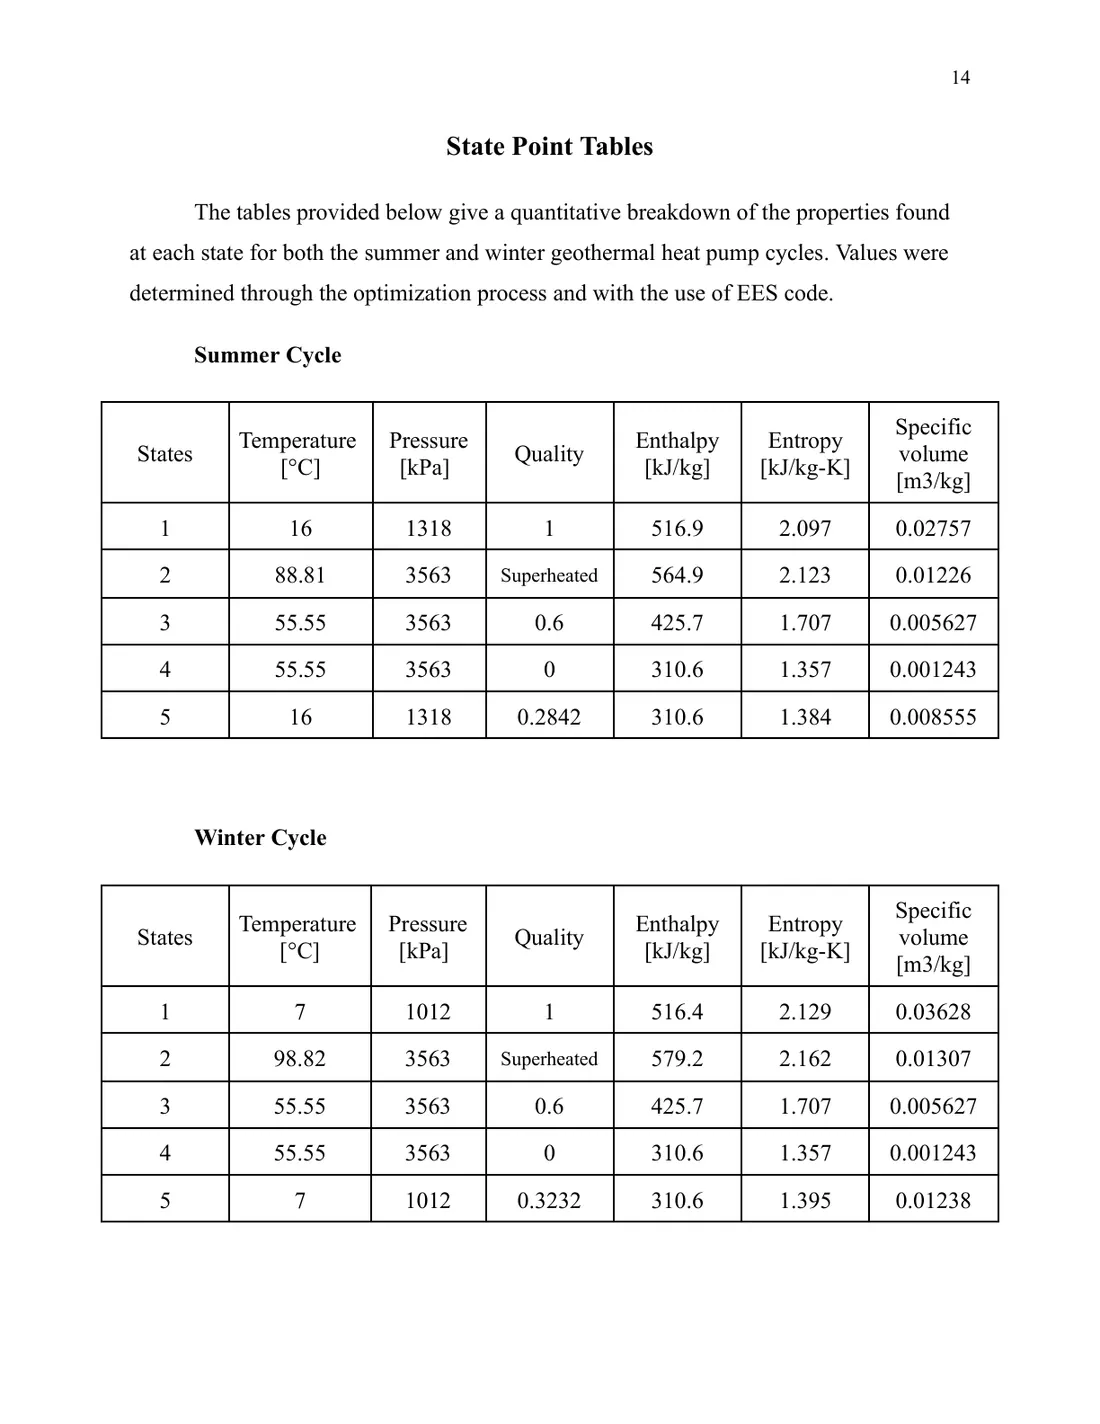 14
State Point Tables
The tables provided below give a quantitative breakdown of the properties found
at each state for both the summer and winter geothermal heat pump cycles. Values were
determined through the optimization process and with the use of EES code.
Summer Cycle
States Temperature [°C] Pressure [kPa] Quality Enthalpy [kJ/kg] Entropy [kJ/kg-K] Specific volume [m3/kg]
1 16 1318 1 516.9 2.097 0.02757
2 88.81 3563 Superheated 564.9 2.123 0.01226
3 55.55 3563 0.6 425.7 1.707 0.005627
4 55.55 3563 0 310.6 1.357 0.001243
5 16 1318 0.2842 310.6 1.384 0.008555
Winter Cycle
States Temperature [°C] Pressure [kPa] Quality Enthalpy [kJ/kg] Entropy [kJ/kg-K] Specific volume [m3/kg]
1 7 1012 1 516.4 2.129 0.03628
2 98.82 3563 Superheated 579.2 2.162 0.01307
3 55.55 3563 0.6 425.7 1.707 0.005627
4 55.55 3563 0 310.6 1.357 0.001243
5 7 1012 0.3232 310.6 1.395 0.01238